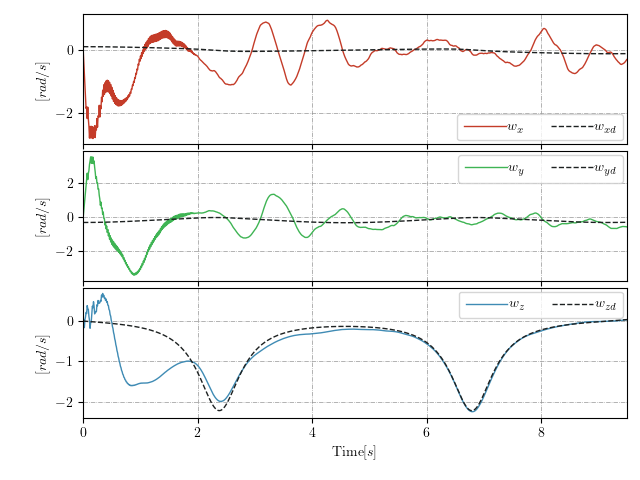 0
−2
[rad/s]
w_x w_xd
2
0
−2
[rad/s]
w_y w_yd
0
−1
−2
[rad/s]
w_z w_zd
0 2 4 6 8
Time[s]